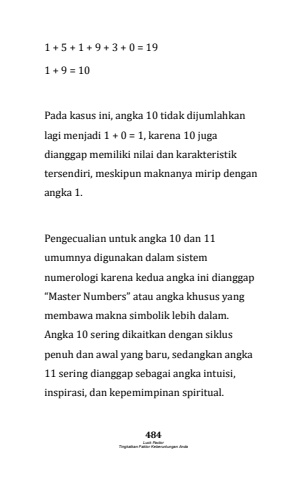 1 + 5 + 1 + 9 + 3 + 0 = 19
1 + 9 = 10
Pada kasus ini, angka 10 tidak dijumlahkan
lagi menjadi 1 + 0 = 1, karena 10 juga
dianggap memiliki nilai dan karakteristik
tersendiri, meskipun maknanya mirip dengan
angka 1.
Pengecualian untuk angka 10 dan 11
umumnya digunakan dalam sistem
numerologi karena kedua angka ini dianggap
“Master Numbers” atau angka khusus yang
membawa makna simbolik lebih dalam.
Angka 10 sering dikaitkan dengan siklus
penuh dan awal yang baru, sedangkan angka
11 sering dianggap sebagai angka intuisi,
inspirasi, dan kepemimpinan spiritual.
484
Luck Factor
Tingkatkan Faktor Keberuntungan Anda